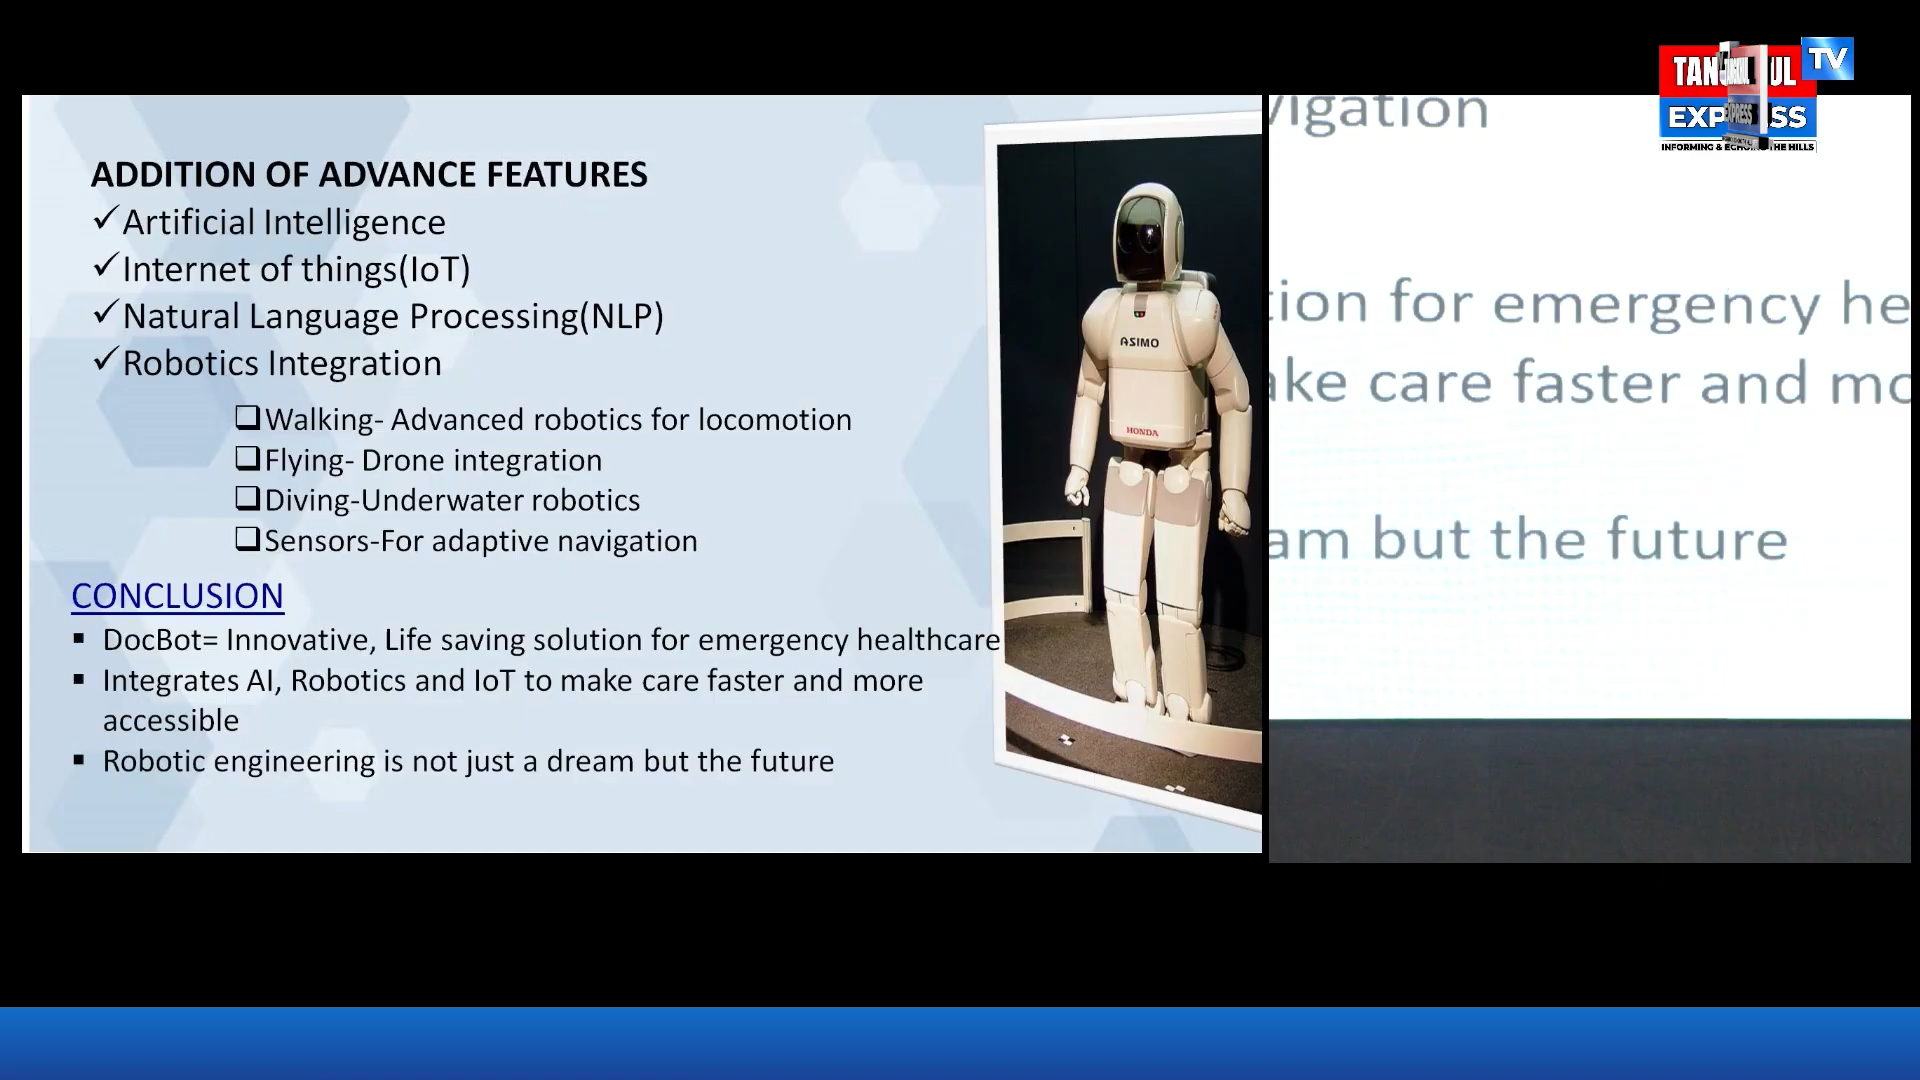 ADDITION OF ADVANCE FEATURES
✓Artificial Intelligence
✓Internet of things(IoT)
✓Natural Language Processing(NLP)
✓Robotics Integration
❑Walking- Advanced robotics for locomotion
❑Flying- Drone integration
❑Diving-Underwater robotics
❑Sensors-For adaptive navigation
CONCLUSION
▪ DocBot= Innovative, Life saving solution for emergency healthcare
▪ Integrates AI, Robotics and IoT to make care faster and more
accessible
▪ Robotic engineering is not just a dream but the future
ASIMO
HONDA
vigation
tion for emergency he
ake care faster and mo
am but the future
TV
INFORMING & THE HILLS